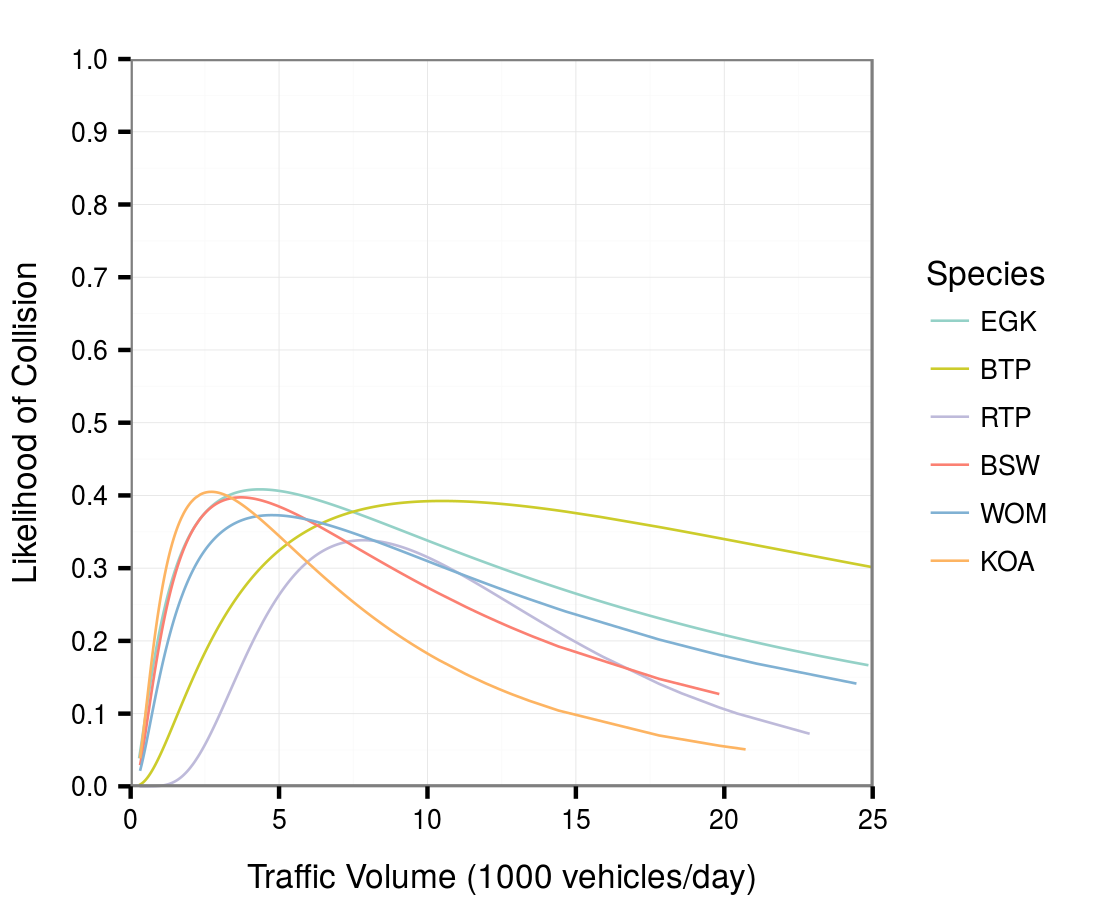 1.0
0.9
0.8
0.7
0.6
0.5
0.4
0.3
0.2
0.1
0.0
Likelihood of Collision
0 5 10 15 20 25
Traffic Volume (1000 vehicles/day)
Species
EGK
BTP
RTP
BSW
WOM
KOA